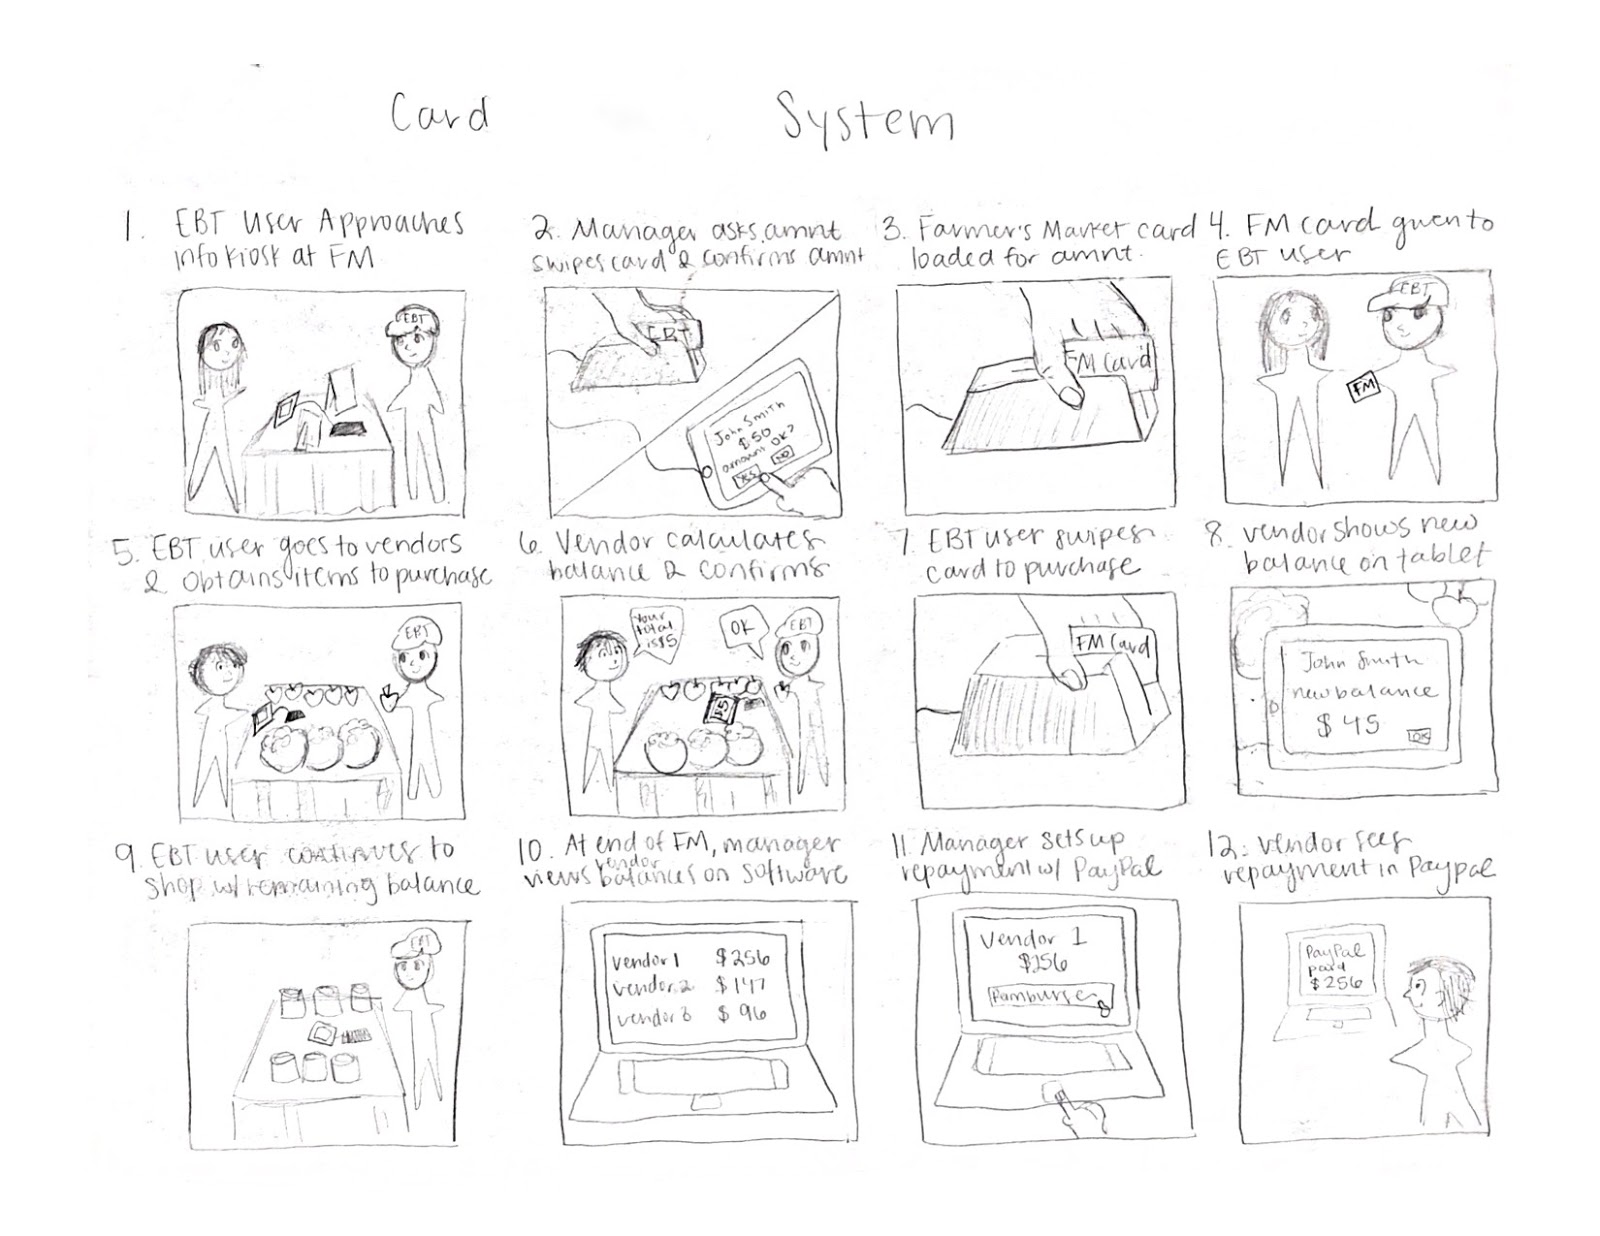 Card System
1. EBT User Approaches
info kiosk at FM
EBT
2. Manager asks amnt
swipes card & confirms amnt
EBT
John Smith
$50
amount OK?
YES NO
3. Farmer's Market card
loaded for amnt.
FM Card
4. FM card given to
EBT user
EBT
FM
5. EBT user goes to vendors
& obtains items to purchase
EBT
6. Vendor calculates
balance & confirms
Your
total
is $5
OK
EBT
$5
7. EBT user swipes
card to purchase
FM Card
8. vendor shows new
balance on tablet
John Smith
new balance
$45
OK
9. EBT user continues to
shop w/ remaining balance
EBT
10. At end of FM, manager
views vendor balances on software
vendor 1 $256
vendor 2 $147
vendor 3 $96
11. Manager sets up
repayment w/ PayPal
Vendor 1
$256
12. vendor sees
repayment in Paypal
PayPal
paid
$256